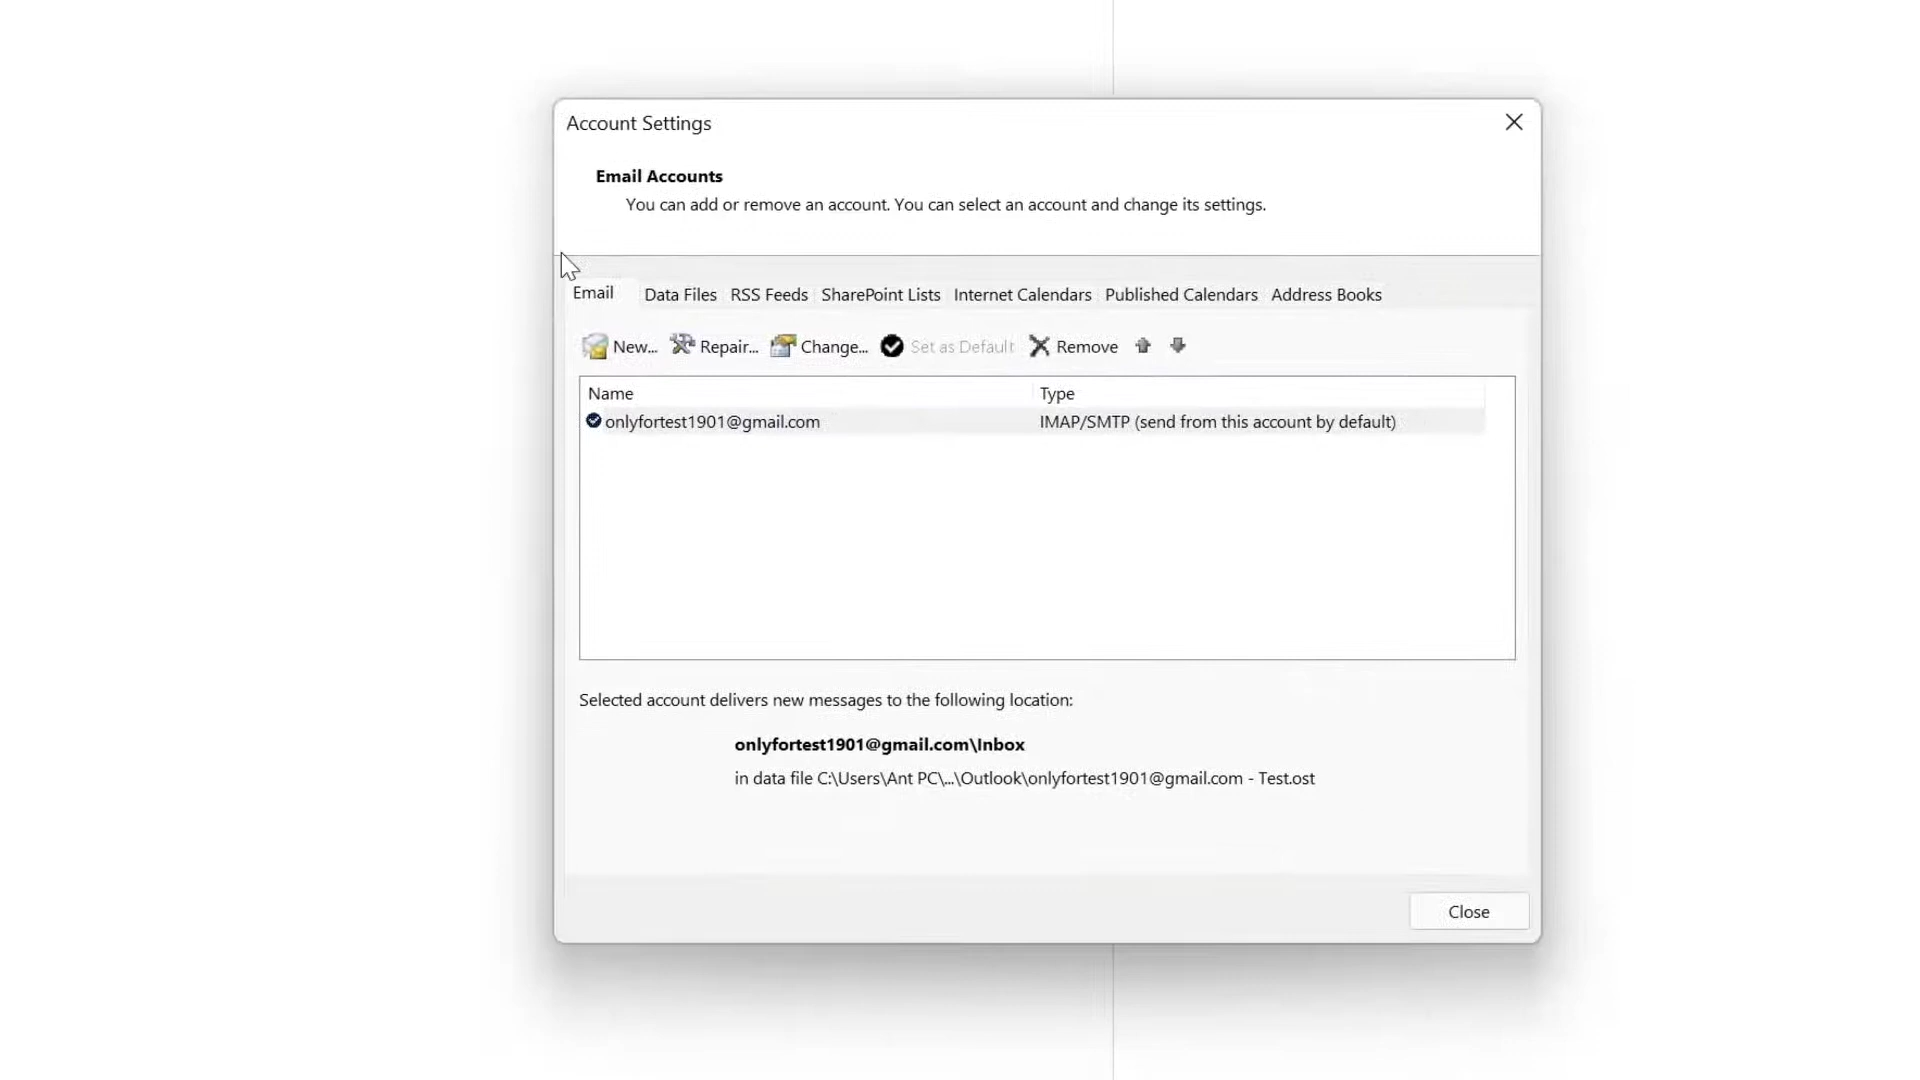 Account Settings
Email Accounts
You can add or remove an account. You can select an account and change its settings.
Email Data Files RSS Feeds SharePoint Lists Internet Calendars Published Calendars Address Books
New... Repair... Change... Set as Default Remove
Name Type
onlyfortest1901@gmail.com IMAP/SMTP (send from this account by default)
Selected account delivers new messages to the following location:
onlyfortest1901@gmail.com\Inbox
in data file C:\Users\Ant PC\...\Outlook\onlyfortest1901@gmail.com - Test.ost
Close